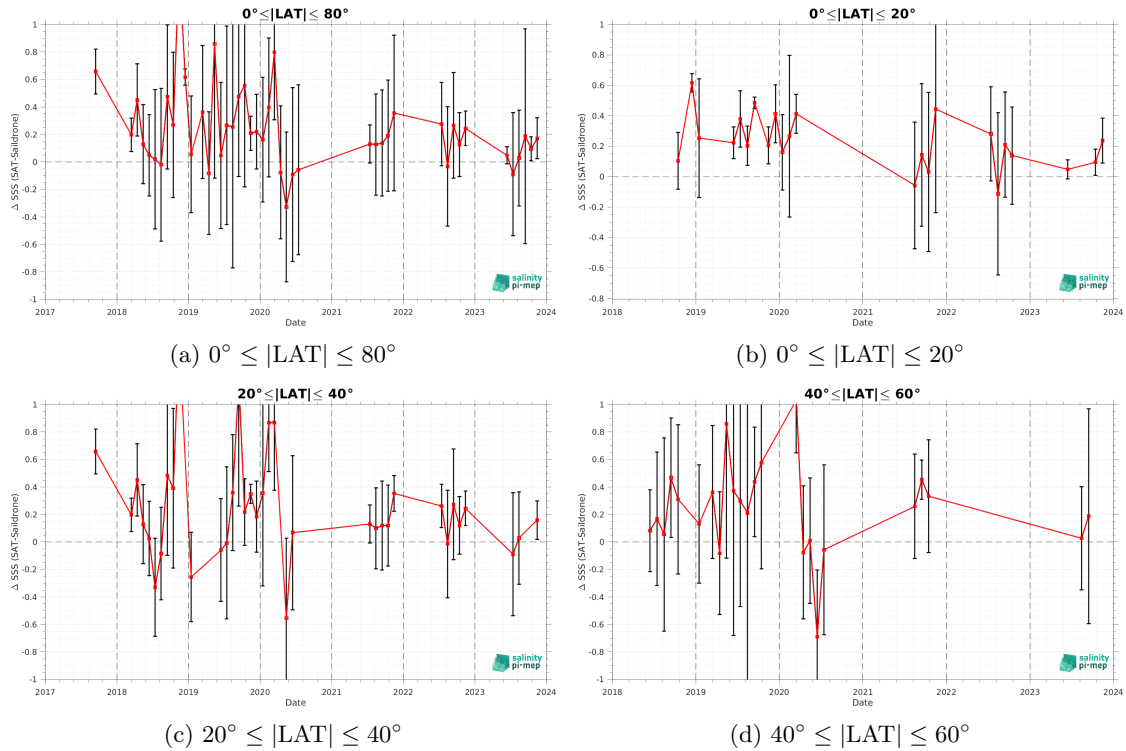 0°≤|LAT|≤ 80°
1
0.8
0.6
0.4
0.2
0
-0.2
-0.4
-0.6
-0.8
-1
Δ SSS (SAT-Saildrone)
2017 2018 2019 2020 2021 2022 2023 2024
Date
salinity
pi-mep
(a) 0° ≤ |LAT| ≤ 80°
0°≤|LAT|≤ 20°
1
0.8
0.6
0.4
0.2
0
-0.2
-0.4
-0.6
-0.8
Δ SSS (SAT-Saildrone)
2018 2019 2020 2021 2022 2023 2024
Date
salinity
pi-mep
(b) 0° ≤ |LAT| ≤ 20°
20°≤|LAT|≤ 40°
1
0.8
0.6
0.4
0.2
0
-0.2
-0.4
-0.6
-0.8
-1
Δ SSS (SAT-Saildrone)
2017 2018 2019 2020 2021 2022 2023 2024
Date
salinity
pi-mep
(c) 20° ≤ |LAT| ≤ 40°
40°≤|LAT|≤ 60°
1
0.8
0.6
0.4
0.2
0
-0.2
-0.4
-0.6
-0.8
-1
Δ SSS (SAT-Saildrone)
2018 2019 2020 2021 2022 2023 2024
Date
salinity
pi-mep
(d) 40° ≤ |LAT| ≤ 60°